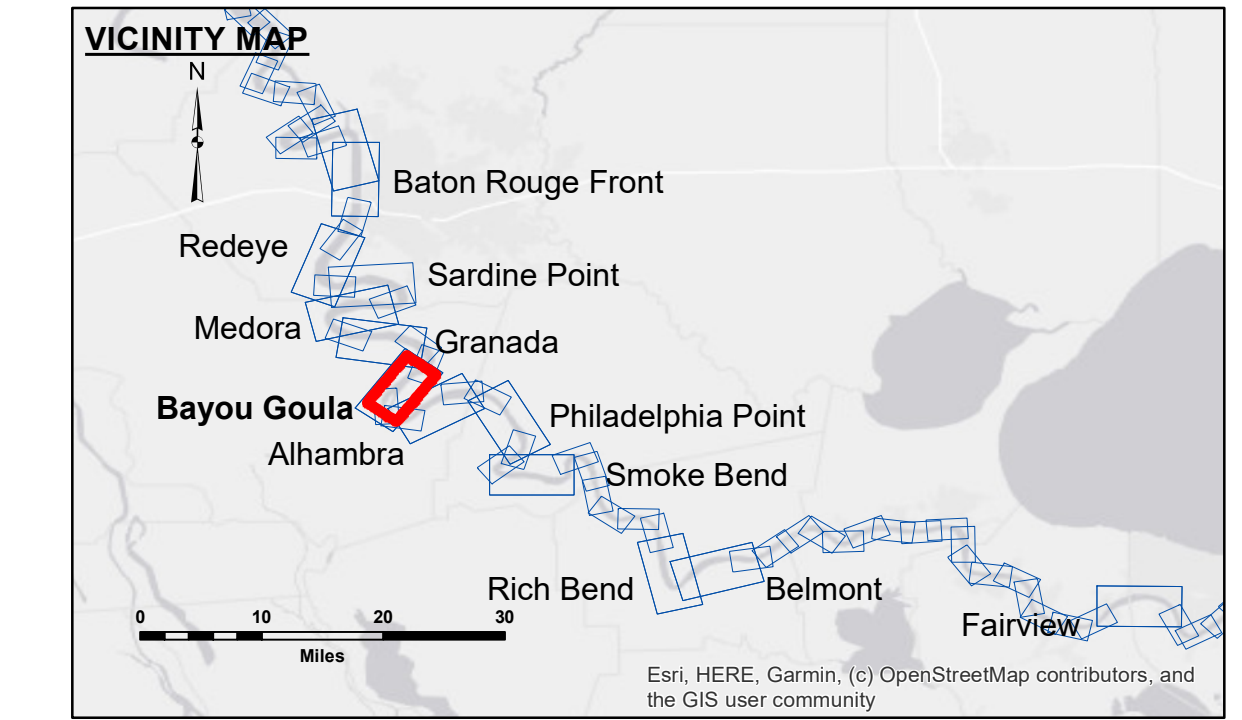 VICINITY MAP
N
Baton Rouge Front
Redeye
Sardine Point
Medora
Granada
Bayou Goula
Philadelphia Point
Alhambra
Smoke Bend
Rich Bend
Belmont
Fairview
0 10 20 30
Miles
Esri, HERE, Garmin, (c) OpenStreetMap contributors, and
the GIS user community